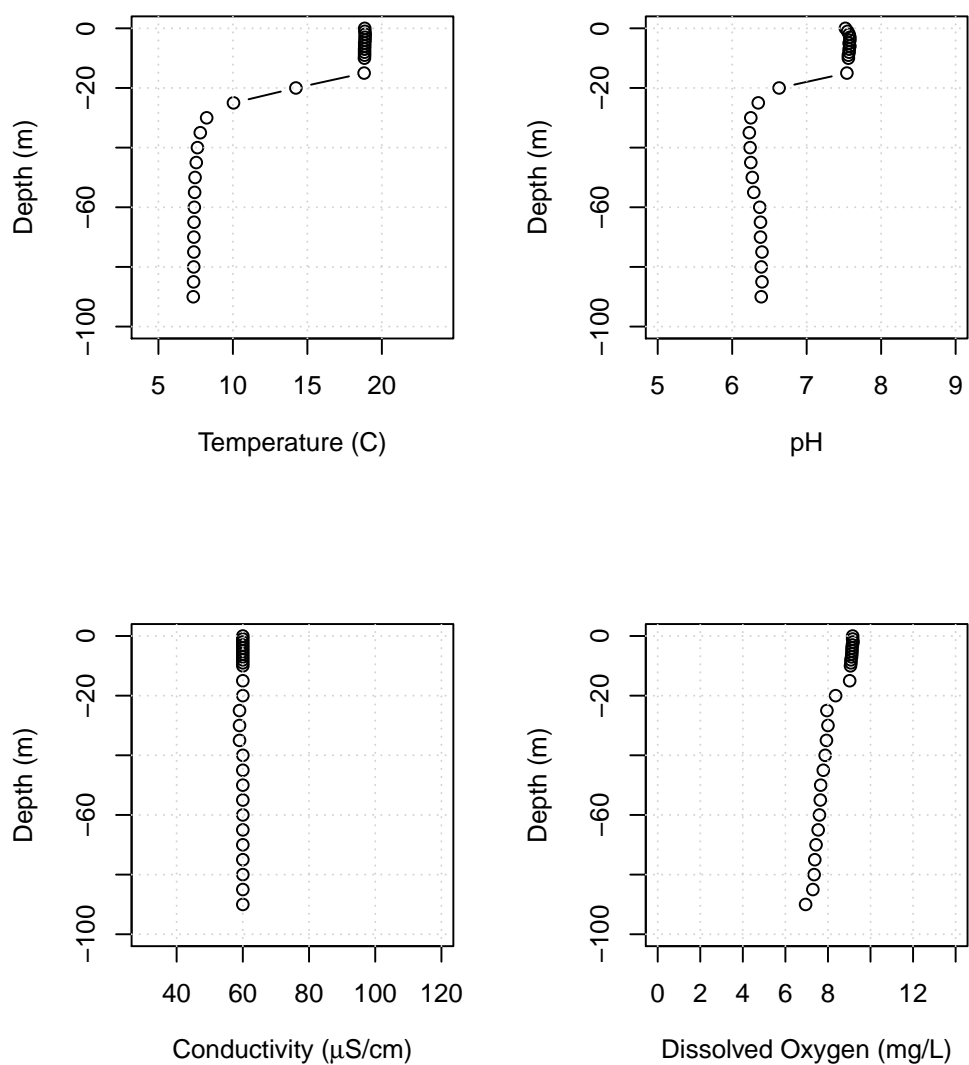 0
−20
−60
−100
Depth (m)
5 10 15 20
Temperature (C)
0
−20
−60
−100
Depth (m)
5 6 7 8 9
pH
0
−20
−60
−100
Depth (m)
40 60 80 100 120
Conductivity (μS/cm)
0
−20
−60
−100
Depth (m)
0 2 4 6 8 12
Dissolved Oxygen (mg/L)